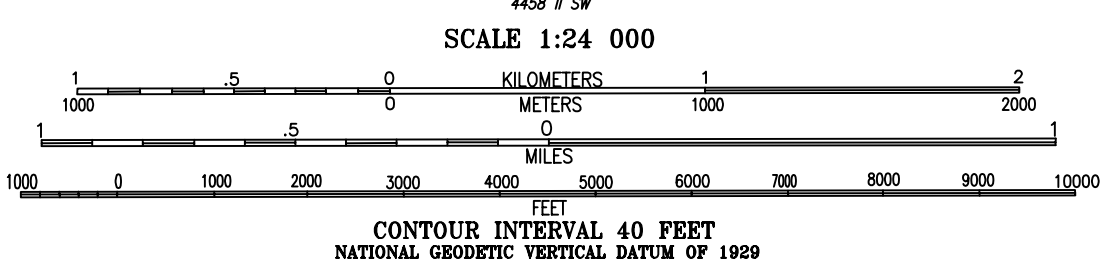 4458 II SW
SCALE 1:24 000
1 .5 0 KILOMETERS 1 2
1000 0 METERS 1000 2000
1 .5 0 1
MILES
1000 0 1000 2000 3000 4000 5000 6000 7000 8000 9000 10000
FEET
CONTOUR INTERVAL 40 FEET
NATIONAL GEODETIC VERTICAL DATUM OF 1929